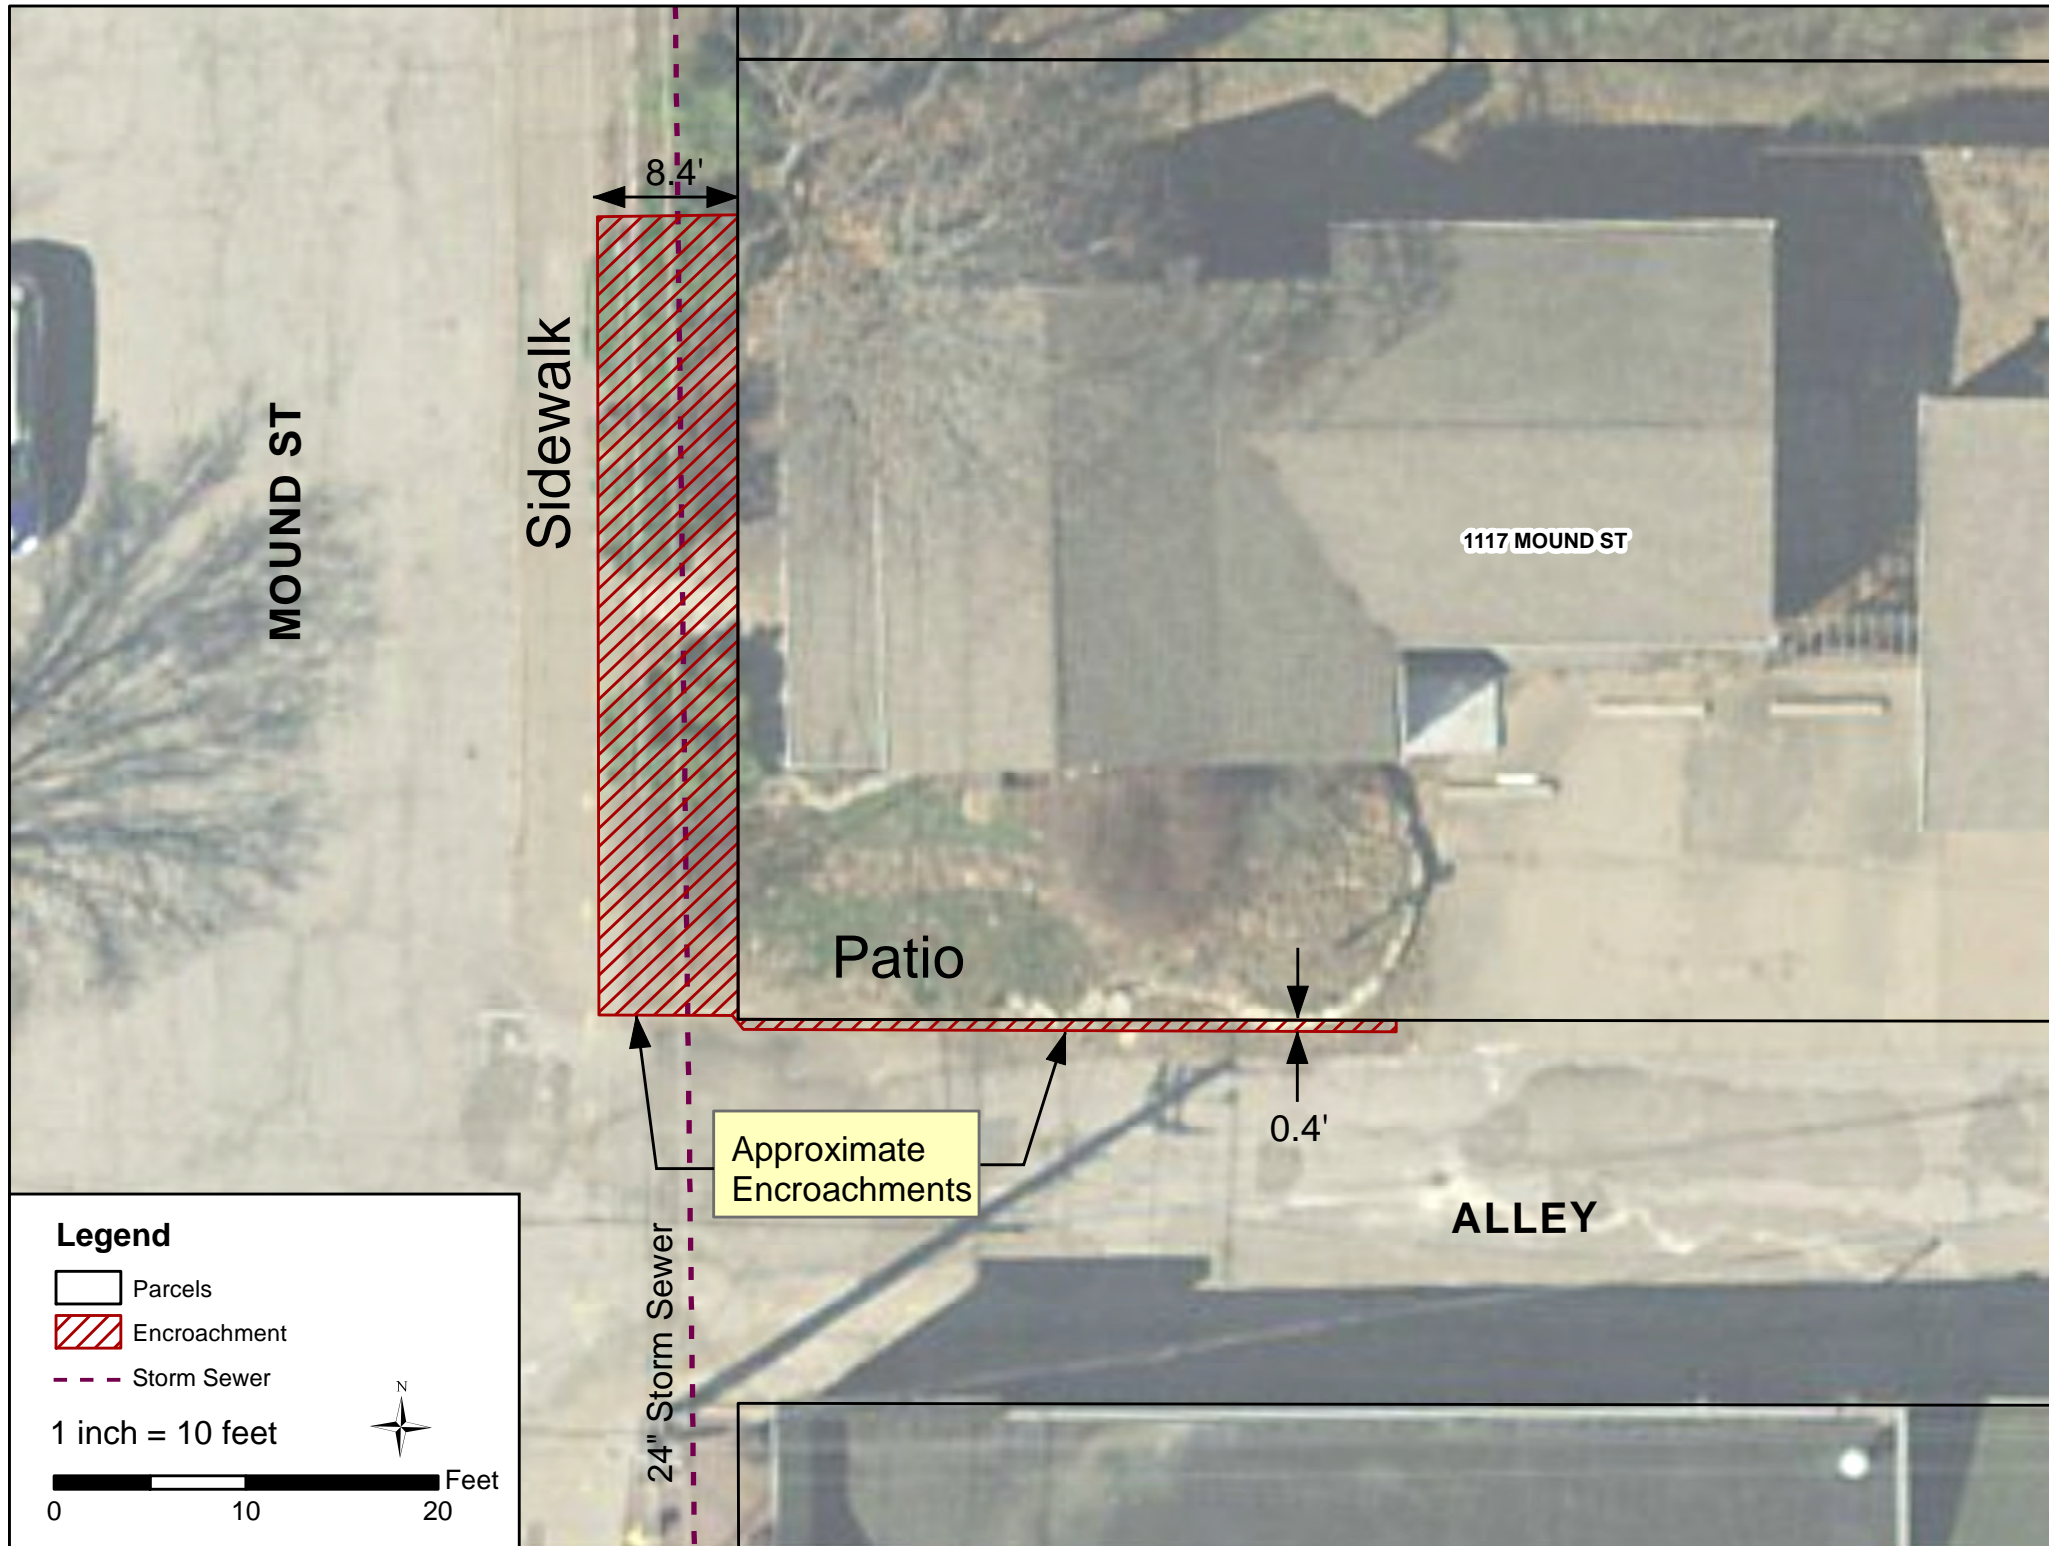 8.4'
Sidewalk
MOUND ST
1117 MOUND ST
Patio
0.4'
Approximate
Encroachments
ALLEY
24" Storm Sewer
Legend
Parcels
Encroachment
Storm Sewer
N
1 inch = 10 feet
Feet
0 10 20